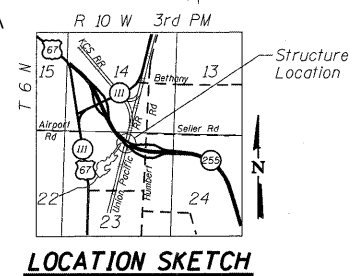 R 10 W 3rd PM
T 6 N
67
KCS RR
15
14
13
Structure
Location
Bethany
111
Rd
RR
Airport
Rd
Seiler Rd
111
67
255
Union Pacific
Humbert
22
23
24
N
LOCATION SKETCH